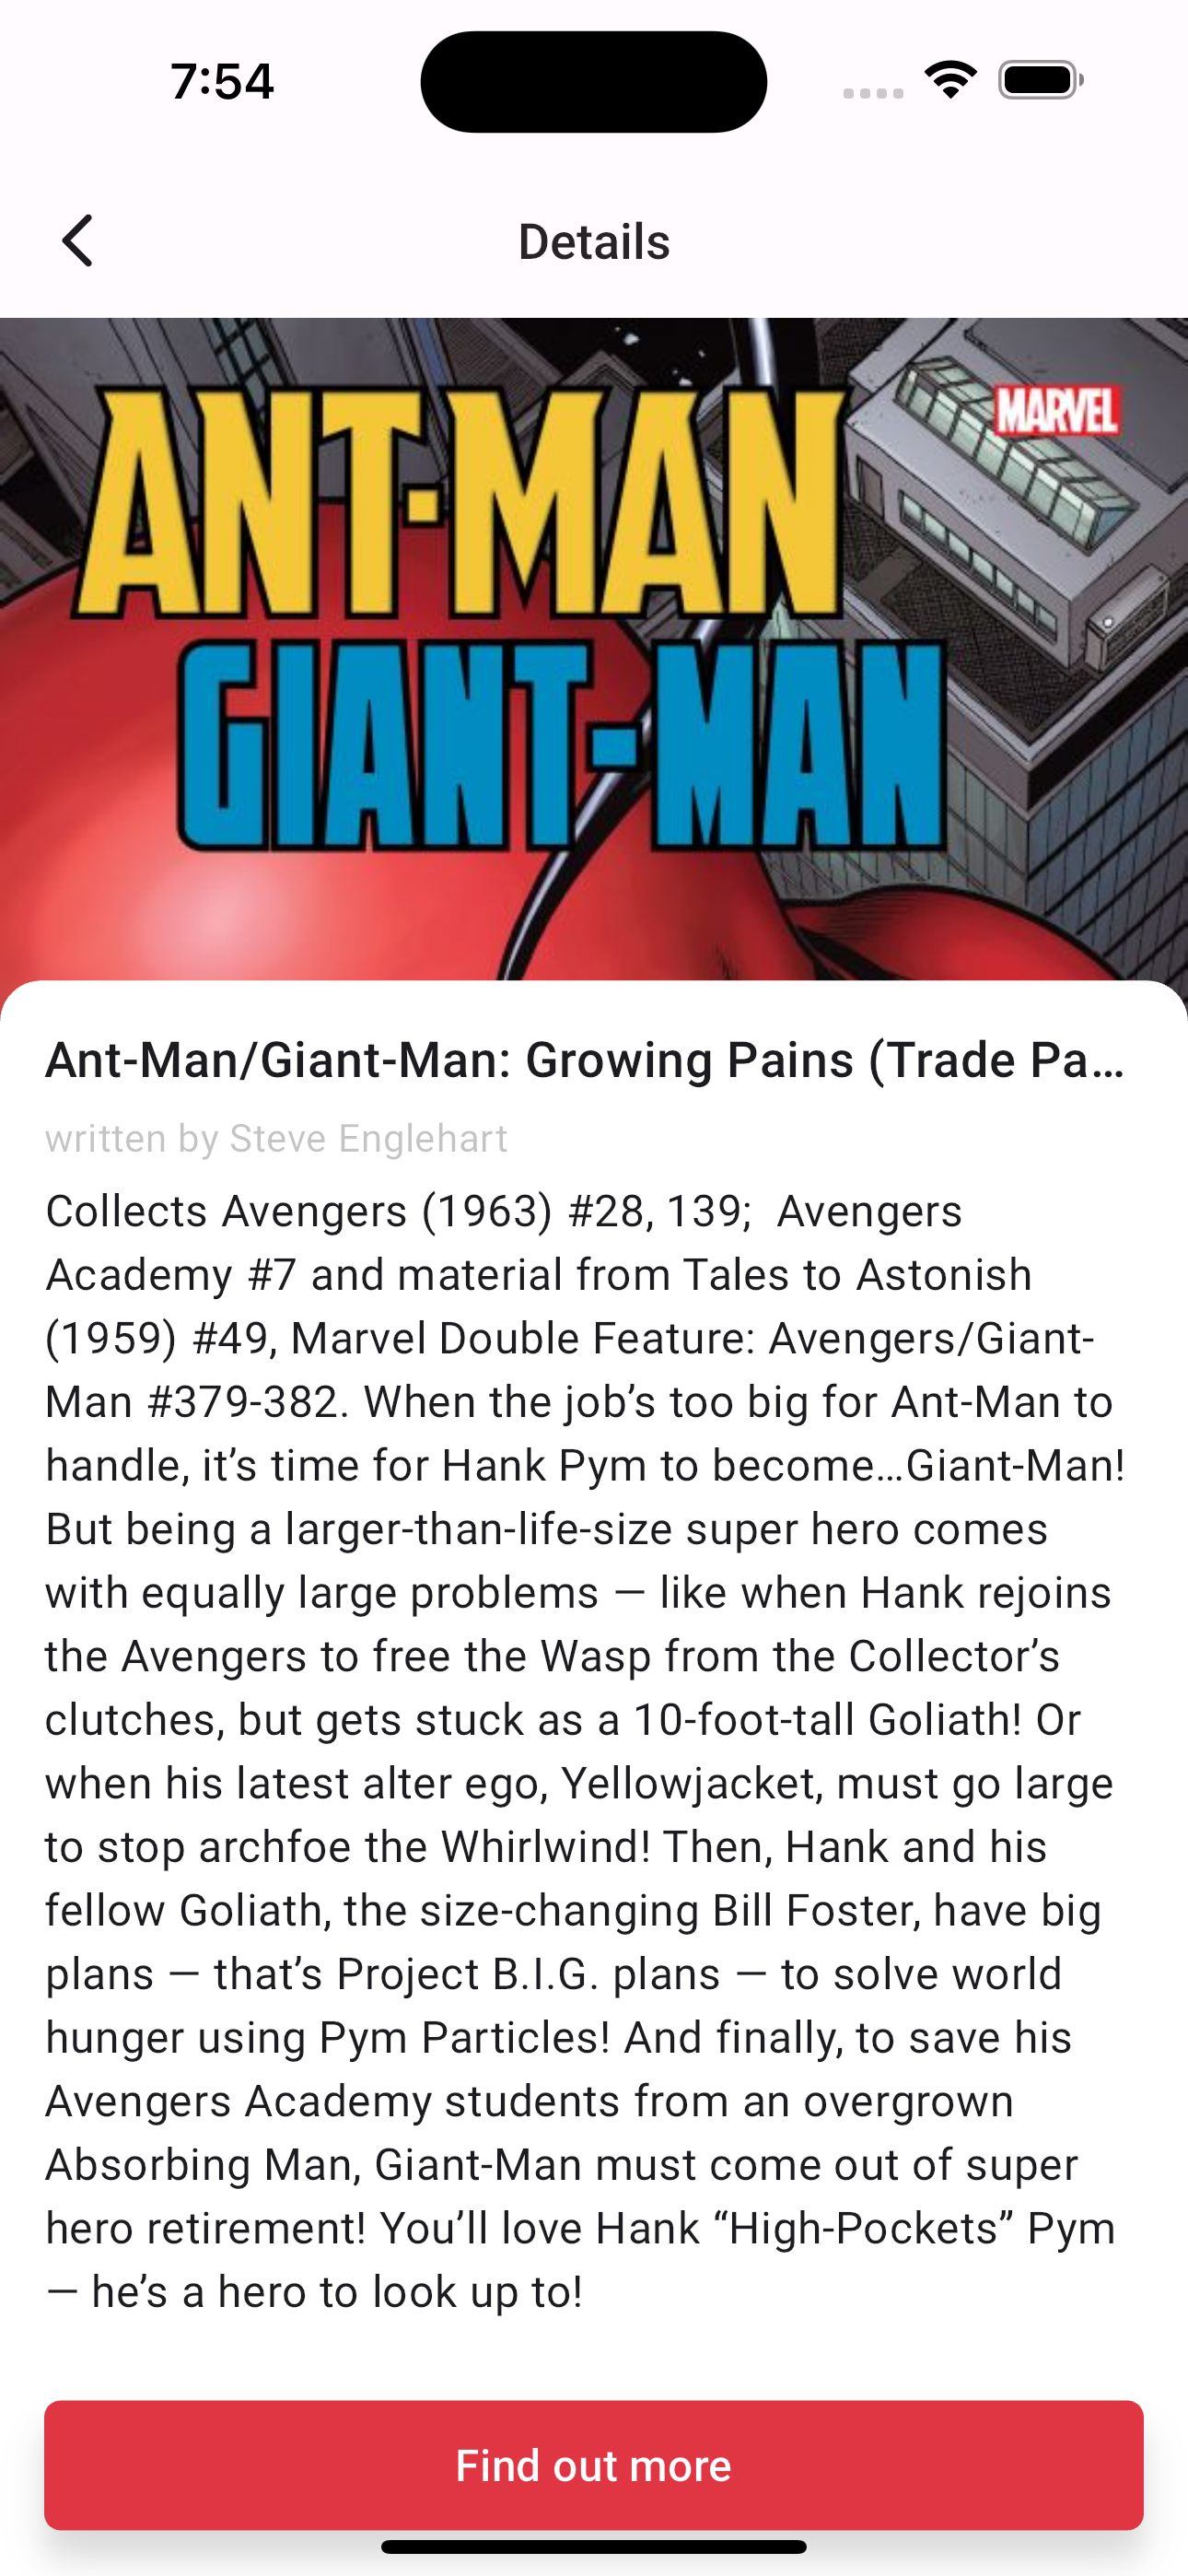 7:54
Details
MARVEL
ANT-MAN
GIANT-MAN
Ant-Man/Giant-Man: Growing Pains (Trade Pa...
written by Steve Englehart
Collects Avengers (1963) #28, 139;  Avengers
Academy #7 and material from Tales to Astonish
(1959) #49, Marvel Double Feature: Avengers/Giant-
Man #379-382. When the job’s too big for Ant-Man to
handle, it’s time for Hank Pym to become…Giant-Man!
But being a larger-than-life-size super hero comes
with equally large problems — like when Hank rejoins
the Avengers to free the Wasp from the Collector’s
clutches, but gets stuck as a 10-foot-tall Goliath! Or
when his latest alter ego, Yellowjacket, must go large
to stop archfoe the Whirlwind! Then, Hank and his
fellow Goliath, the size-changing Bill Foster, have big
plans — that’s Project B.I.G. plans — to solve world
hunger using Pym Particles! And finally, to save his
Avengers Academy students from an overgrown
Absorbing Man, Giant-Man must come out of super
hero retirement! You’ll love Hank “High-Pockets” Pym
— he’s a hero to look up to!
Find out more